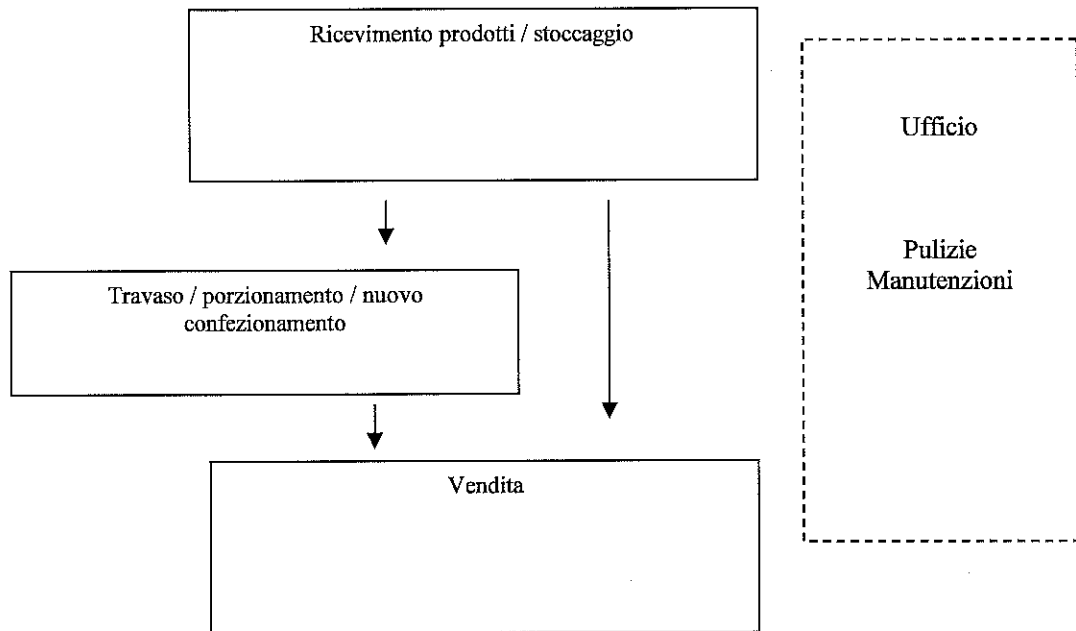 Ricevimento prodotti / stoccaggio
Ufficio
Pulizie
Manutenzioni
Travaso / porzionamento / nuovo
confezionamento
Vendita